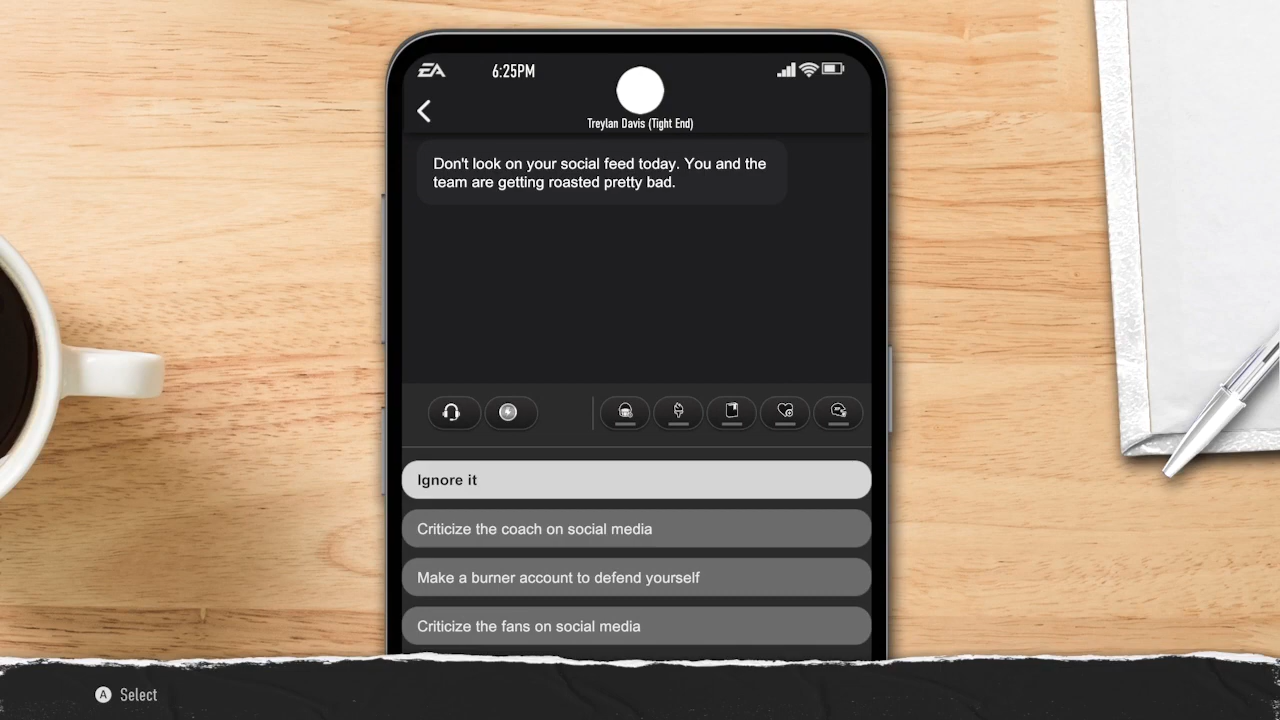 EA
6:25PM
Treylan Davis (Tight End)
Don't look on your social feed today. You and the
team are getting roasted pretty bad.
Ignore it
Criticize the coach on social media
Make a burner account to defend yourself
Criticize the fans on social media
A Select